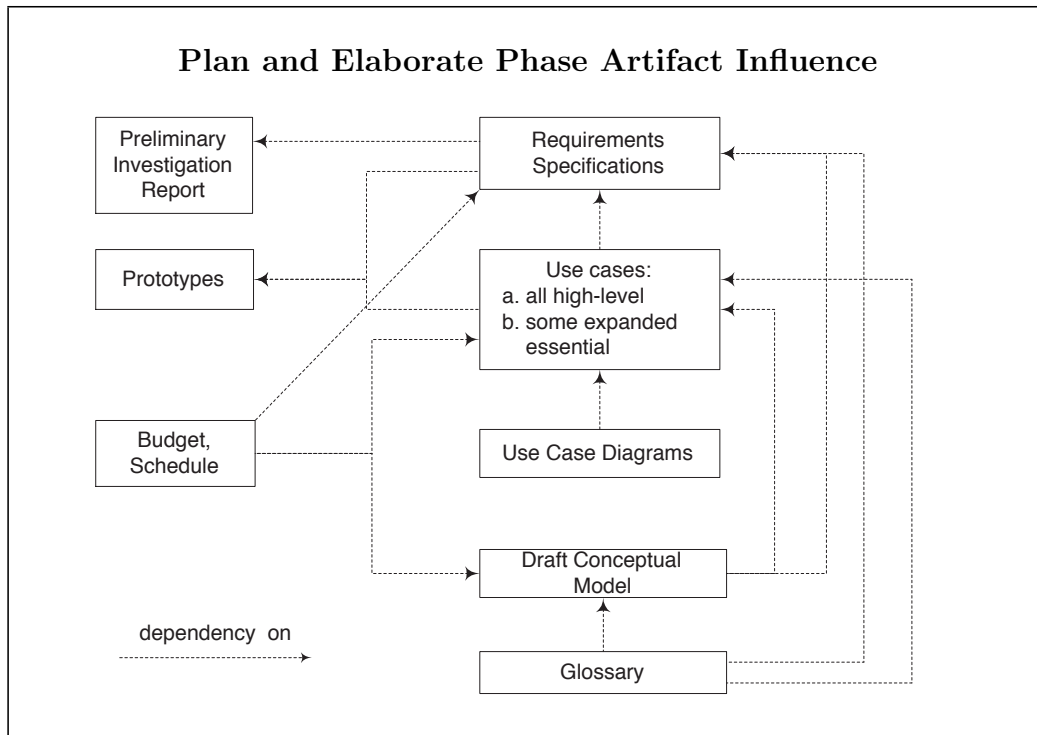 Plan and Elaborate Phase Artifact Influence
Preliminary
Investigation
Report
Requirements
Specifications
Prototypes
Use cases:
a. all high-level
b. some expanded
essential
Budget,
Schedule
Use Case Diagrams
Draft Conceptual
Model
dependency on
Glossary